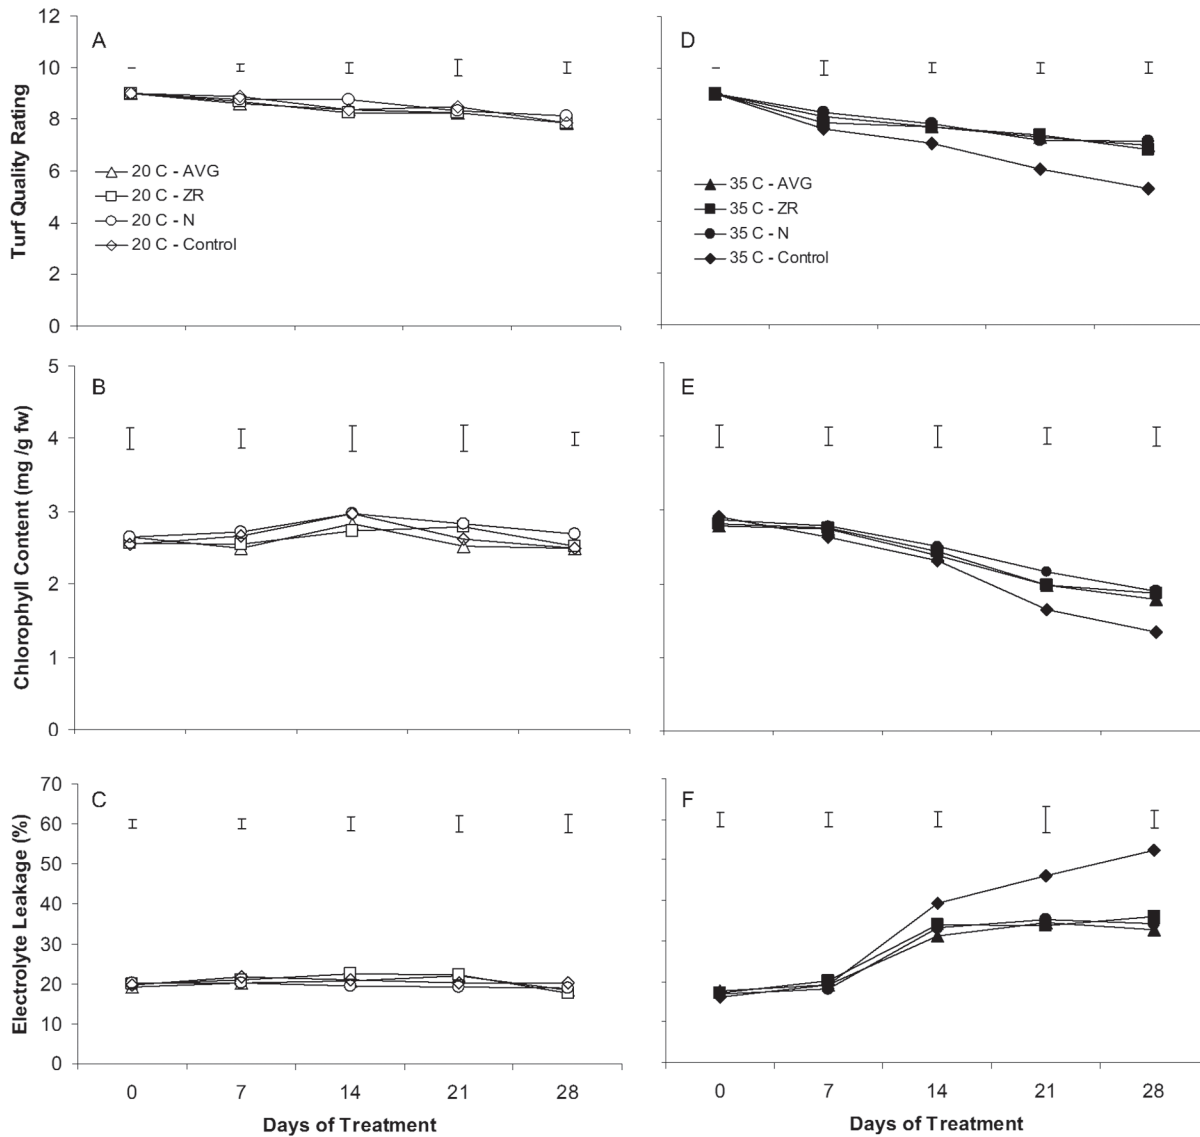 12
10
8
6
4
2
0
Turf Quality Rating
A
20 C - AVG
20 C - ZR
20 C - N
20 C - Control
D
35 C - AVG
35 C - ZR
35 C - N
35 C - Control
5
4
3
2
1
0
Chlorophyll Content (mg /g fw)
B
E
70
60
50
40
30
20
10
0
Electrolyte Leakage (%)
C
F
0 7 14 21 28
Days of Treatment
0 7 14 21 28
Days of Treatment